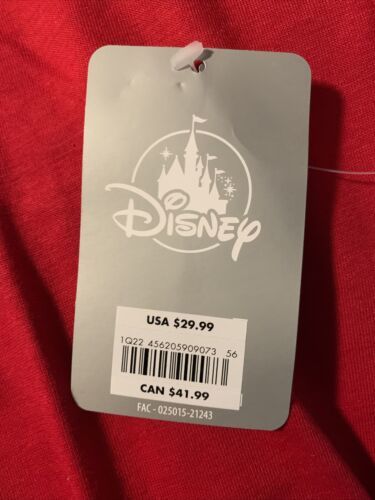 DISNEY
USA $29.99
1Q22 456205909073 56
CAN $41.99
FAC - 025015-21243